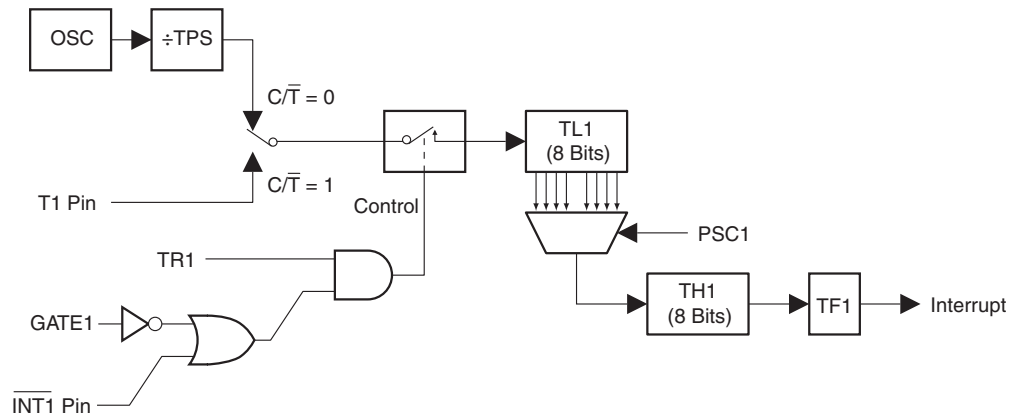 OSC
÷TPS
C/T̅ = 0
TL1
(8 Bits)
C/T̅ = 1
T1 Pin
Control
PSC1
TR1
TH1
(8 Bits)
TF1
Interrupt
GATE1
I̅N̅T̅1̅ Pin